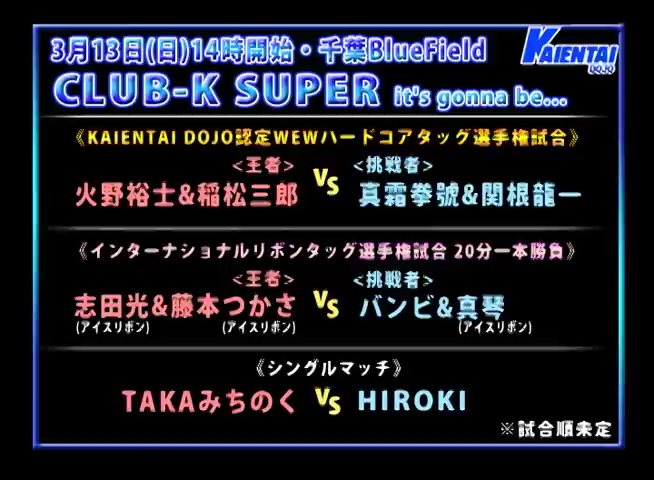 3月13日(日)14時開始・千葉BlueField
KAIENTAI
DOJO
CLUB-K SUPER it's gonna be...
《KAIENTAI DOJO認定WEWハードコアタッグ選手権試合》
<王者> VS <挑戦者>
火野裕士&稲松三郎 真霜拳號&関根龍一
《インターナショナルリボンタッグ選手権試合 20分一本勝負》
<王者> VS <挑戦者>
志田光&藤本つかさ バンビ&真琴
(アイスリボン) (アイスリボン) (アイスリボン)
《シングルマッチ》
TAKAみちのく VS HIROKI
※試合順未定